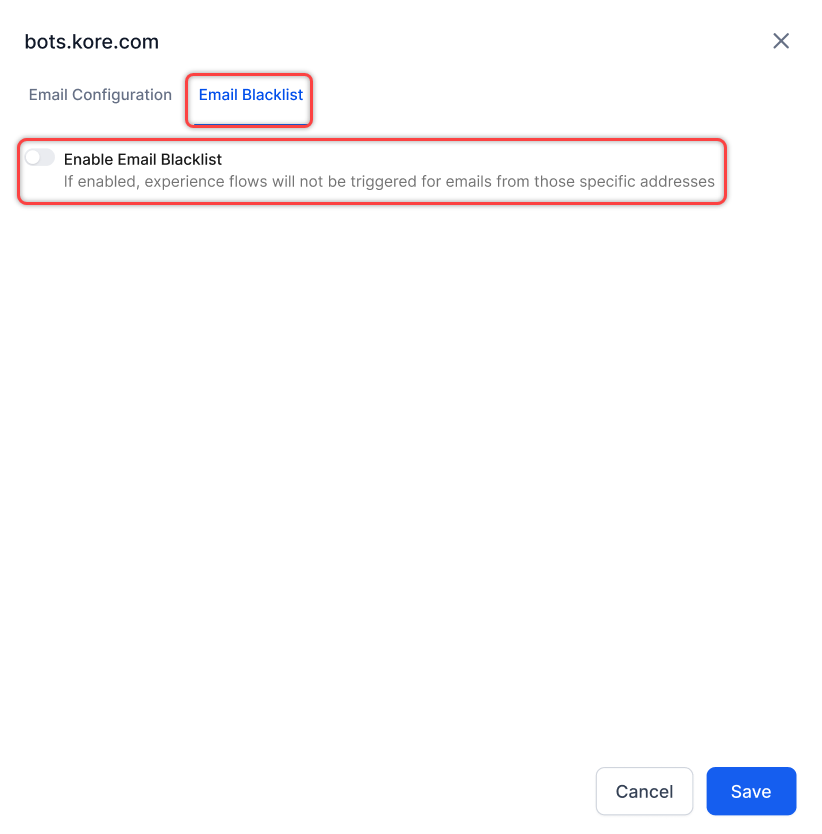 bots.kore.com
Email Configuration Email Blacklist
Enable Email Blacklist
If enabled, experience flows will not be triggered for emails from those specific addresses
Cancel Save